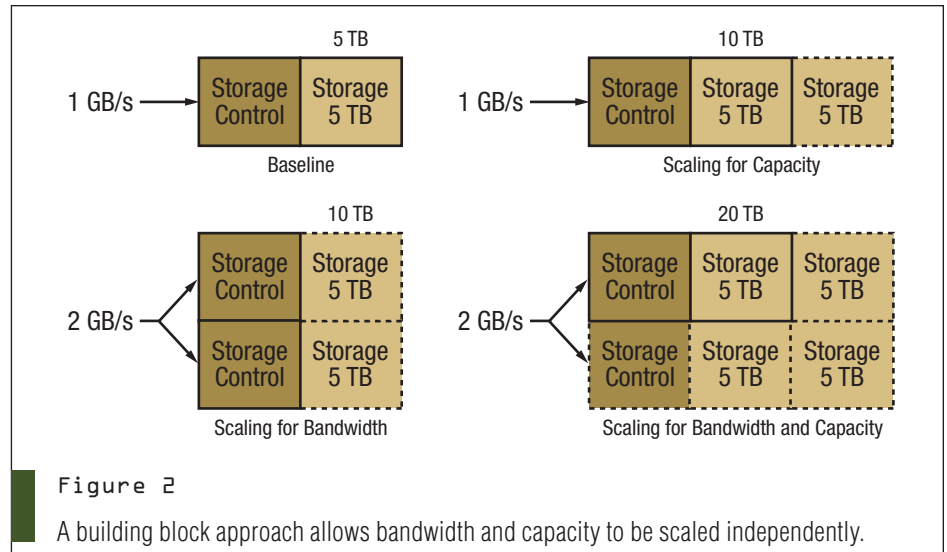 5 TB
1 GB/s
Storage
Control
Storage
5 TB
Baseline
10 TB
1 GB/s
Storage
Control
Storage
5 TB
Storage
5 TB
Scaling for Capacity
10 TB
2 GB/s
Storage
Control
Storage
5 TB
Storage
Control
Storage
5 TB
Scaling for Bandwidth
20 TB
2 GB/s
Storage
Control
Storage
5 TB
Storage
5 TB
Storage
Control
Storage
5 TB
Storage
5 TB
Scaling for Bandwidth and Capacity
Figure 2
A building block approach allows bandwidth and capacity to be scaled independently.